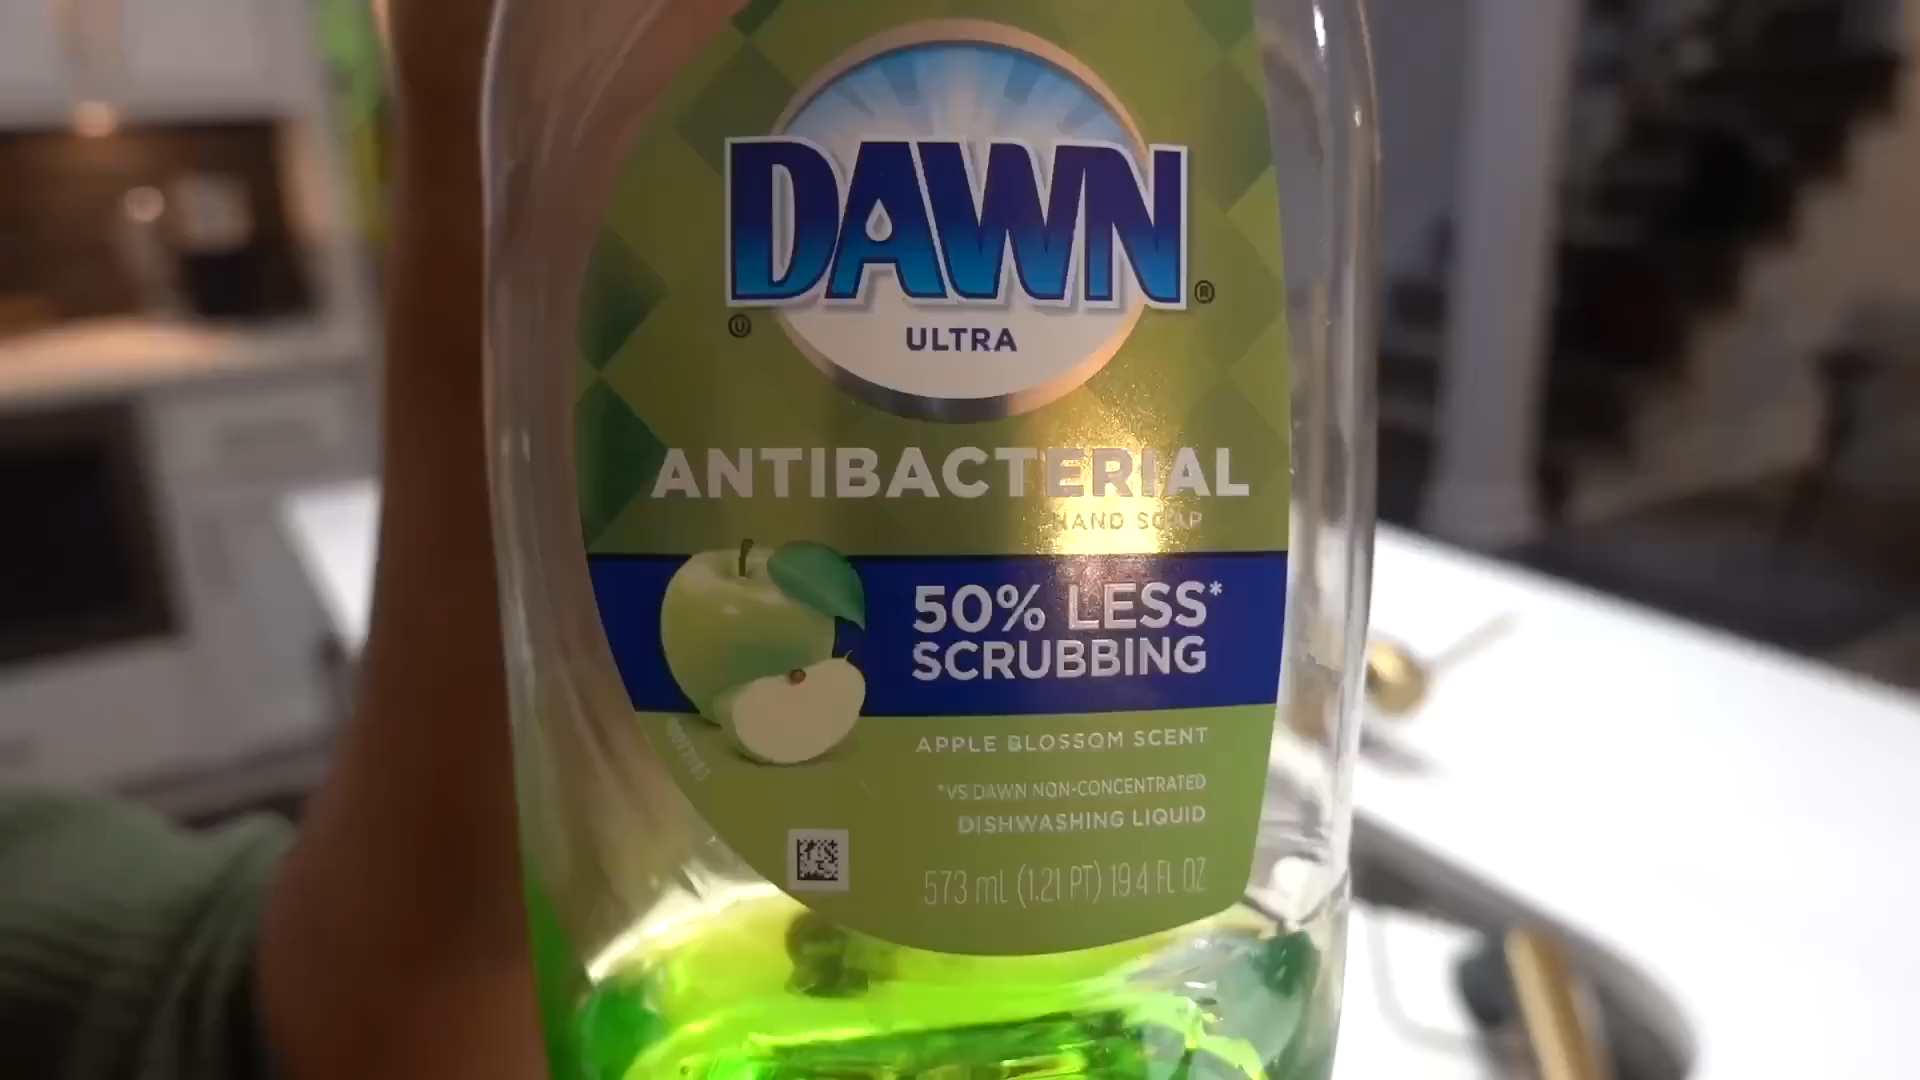 DAWN®
Ⓤ
ULTRA
ANTIBACTERIAL
HAND SOAP
50% LESS*
SCRUBBING
APPLE BLOSSOM SCENT
*VS DAWN NON-CONCENTRATED
DISHWASHING LIQUID
573 mL (1.21 PT) 19.4 FL OZ